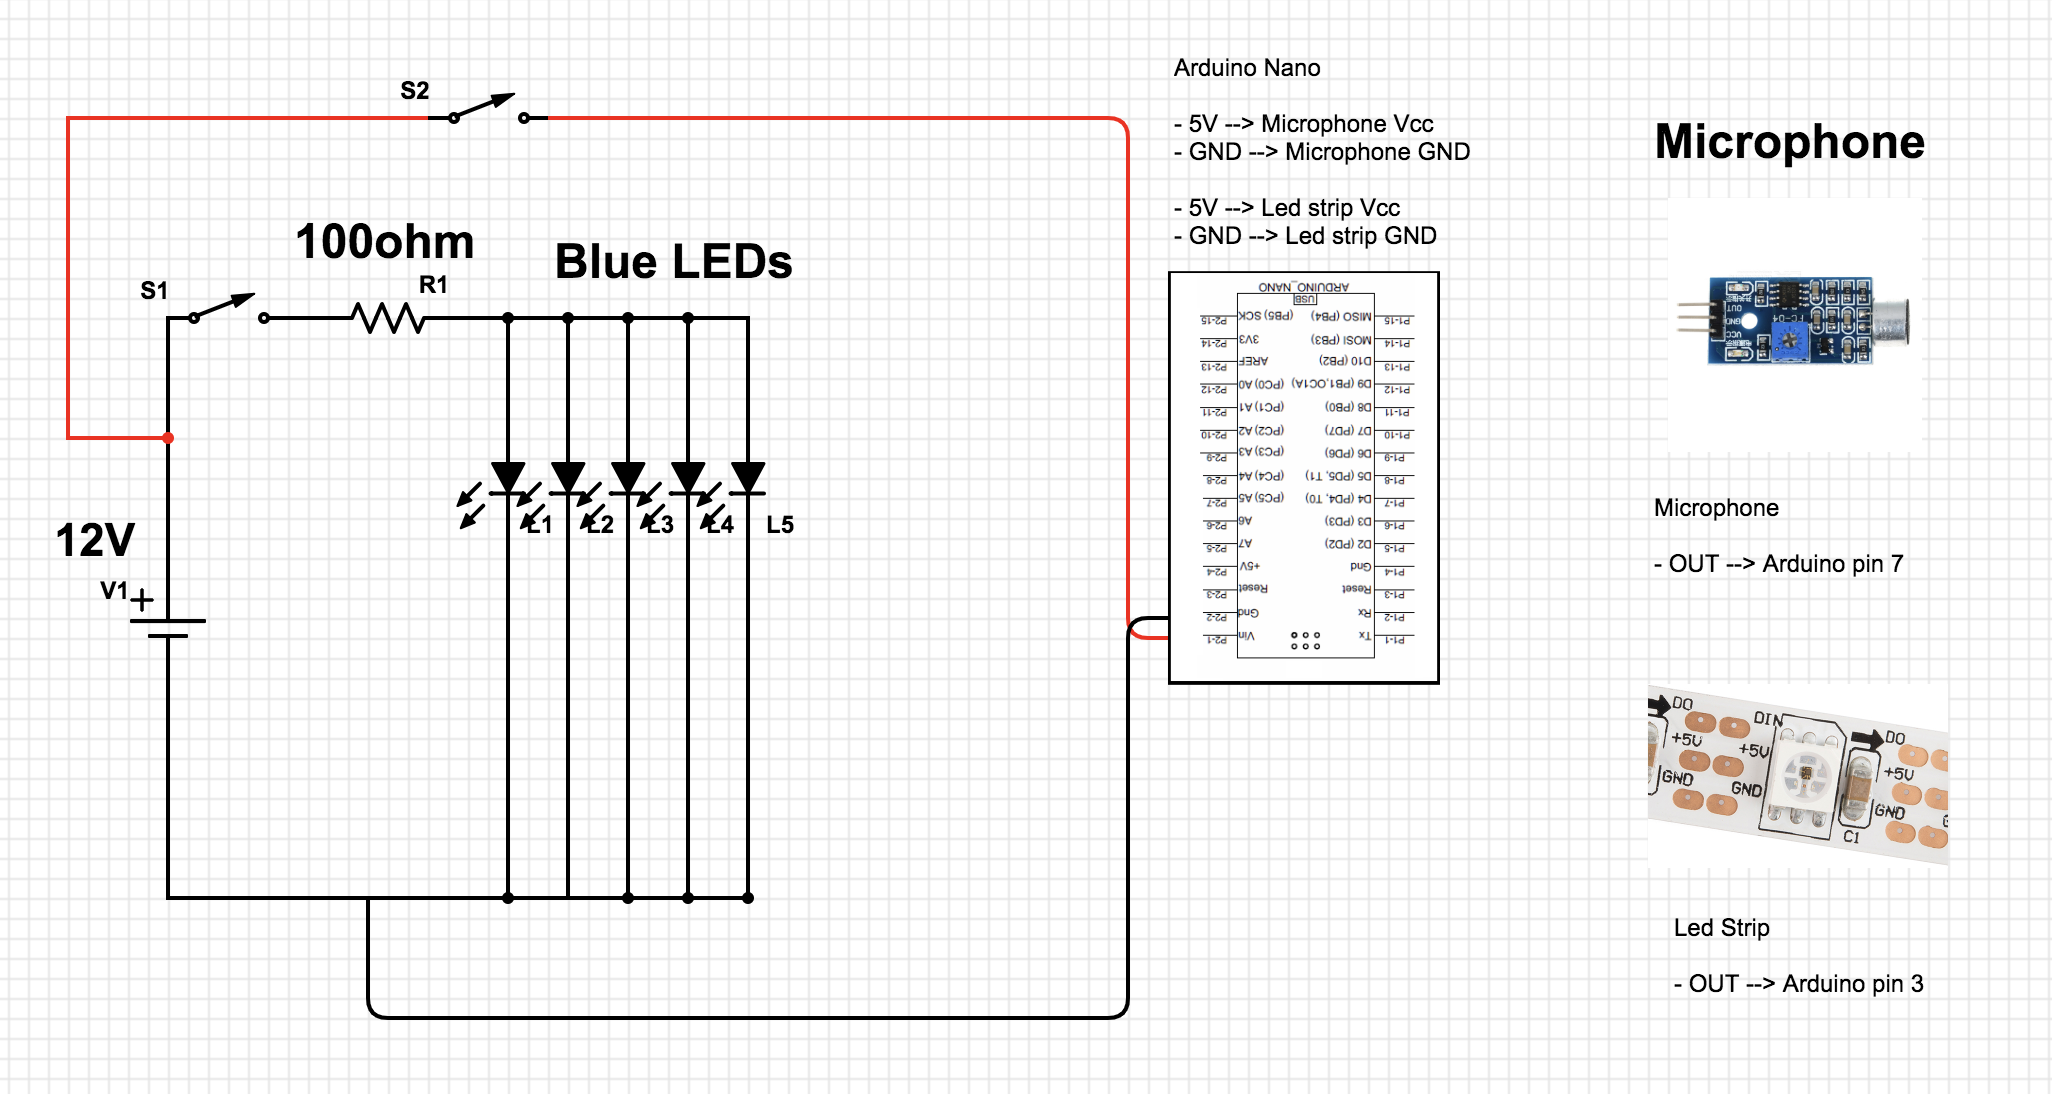 S2
Arduino Nano
- 5V --> Microphone Vcc
- GND --> Microphone GND
- 5V --> Led strip Vcc
- GND --> Led strip GND
Microphone
100ohm
R1
Blue LEDs
S1
12V
V1
+
L1
L2
L3
L4
L5
ARDUINO_NANO
USB
P2-15 SCK (PB5) MISO (PB4) P1-15
P2-14 3V3 MOSI (PB3) P1-14
P2-13 AREF D10 (PB2) P1-13
P2-12 A0 (PC0) D9 (PB1,OC1A) P1-12
P2-11 A1 (PC1) D8 (PB0) P1-11
P2-10 A2 (PC2) D7 (PD7) P1-10
P2-9 A3 (PC3) D6 (PD6) P1-9
P2-8 A4 (PC4) D5 (PD5, T1) P1-8
P2-7 A5 (PC5) D4 (PD4, T0) P1-7
P2-6 A6 D3 (PD3) P1-6
P2-5 A7 D2 (PD2) P1-5
P2-4 +5V Gnd P1-4
P2-3 Reset Reset P1-3
P2-2 Gnd Rx P1-2
P2-1 Vin Tx P1-1
OUT
GND
VCC
FC-04
Microphone
- OUT --> Arduino pin 7
DO
DIN
DO
+5V
+5V
+5V
GND
GND
GND
C1
Led Strip
- OUT --> Arduino pin 3